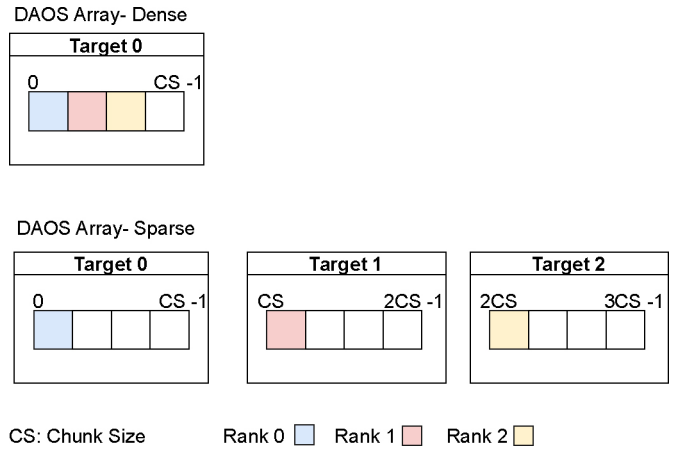 DAOS Array- Dense
Target 0
0 CS -1
DAOS Array- Sparse
Target 0 Target 1 Target 2
0 CS -1 CS 2CS -1 2CS 3CS -1
CS: Chunk Size Rank 0 Rank 1 Rank 2